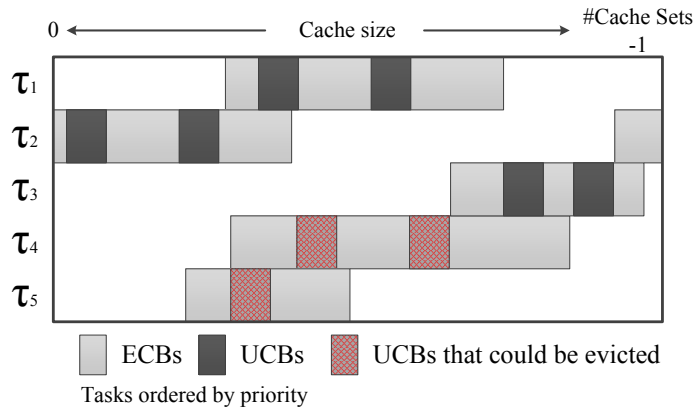 0 Cache size #Cache Sets
-1
τ1
τ2
τ3
τ4
τ5
ECBs UCBs UCBs that could be evicted
Tasks ordered by priority